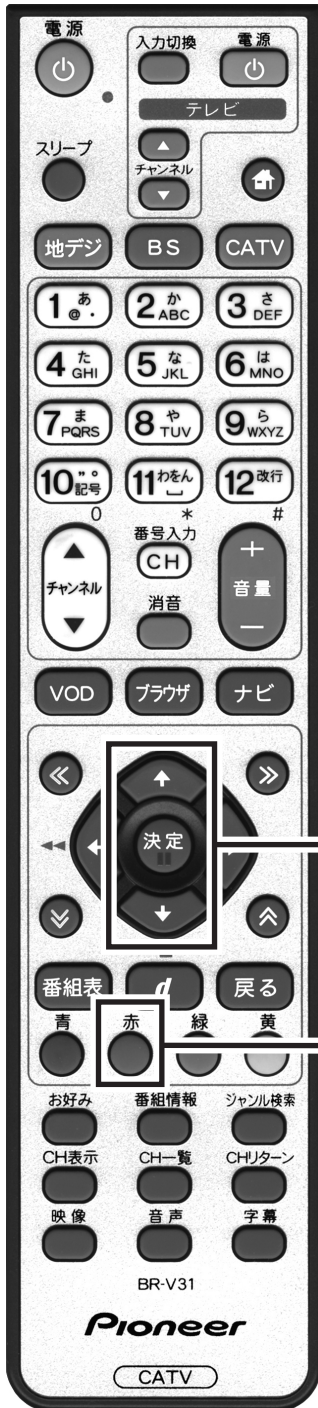 電源
入力切換 電源
テレビ
スリープ
チャンネル
地デジ BS CATV
1 あ @ . 2 か ABC 3 さ DEF
4 た GHI 5 な JKL 6 は MNO
7 ま PQRS 8 や TUV 9 ら WXYZ
10 ゛゜ 記号 11 わをん 12 改行
0 * #
番号入力
チャンネル CH + 音量 −
消音
VOD ブラウザ ナビ
決定
番組表 d 戻る
青 赤 緑 黄
お好み 番組情報 ジャンル検索
CH表示 CH一覧 CHリターン
映像 音声 字幕
BR-V31
Pioneer
CATV